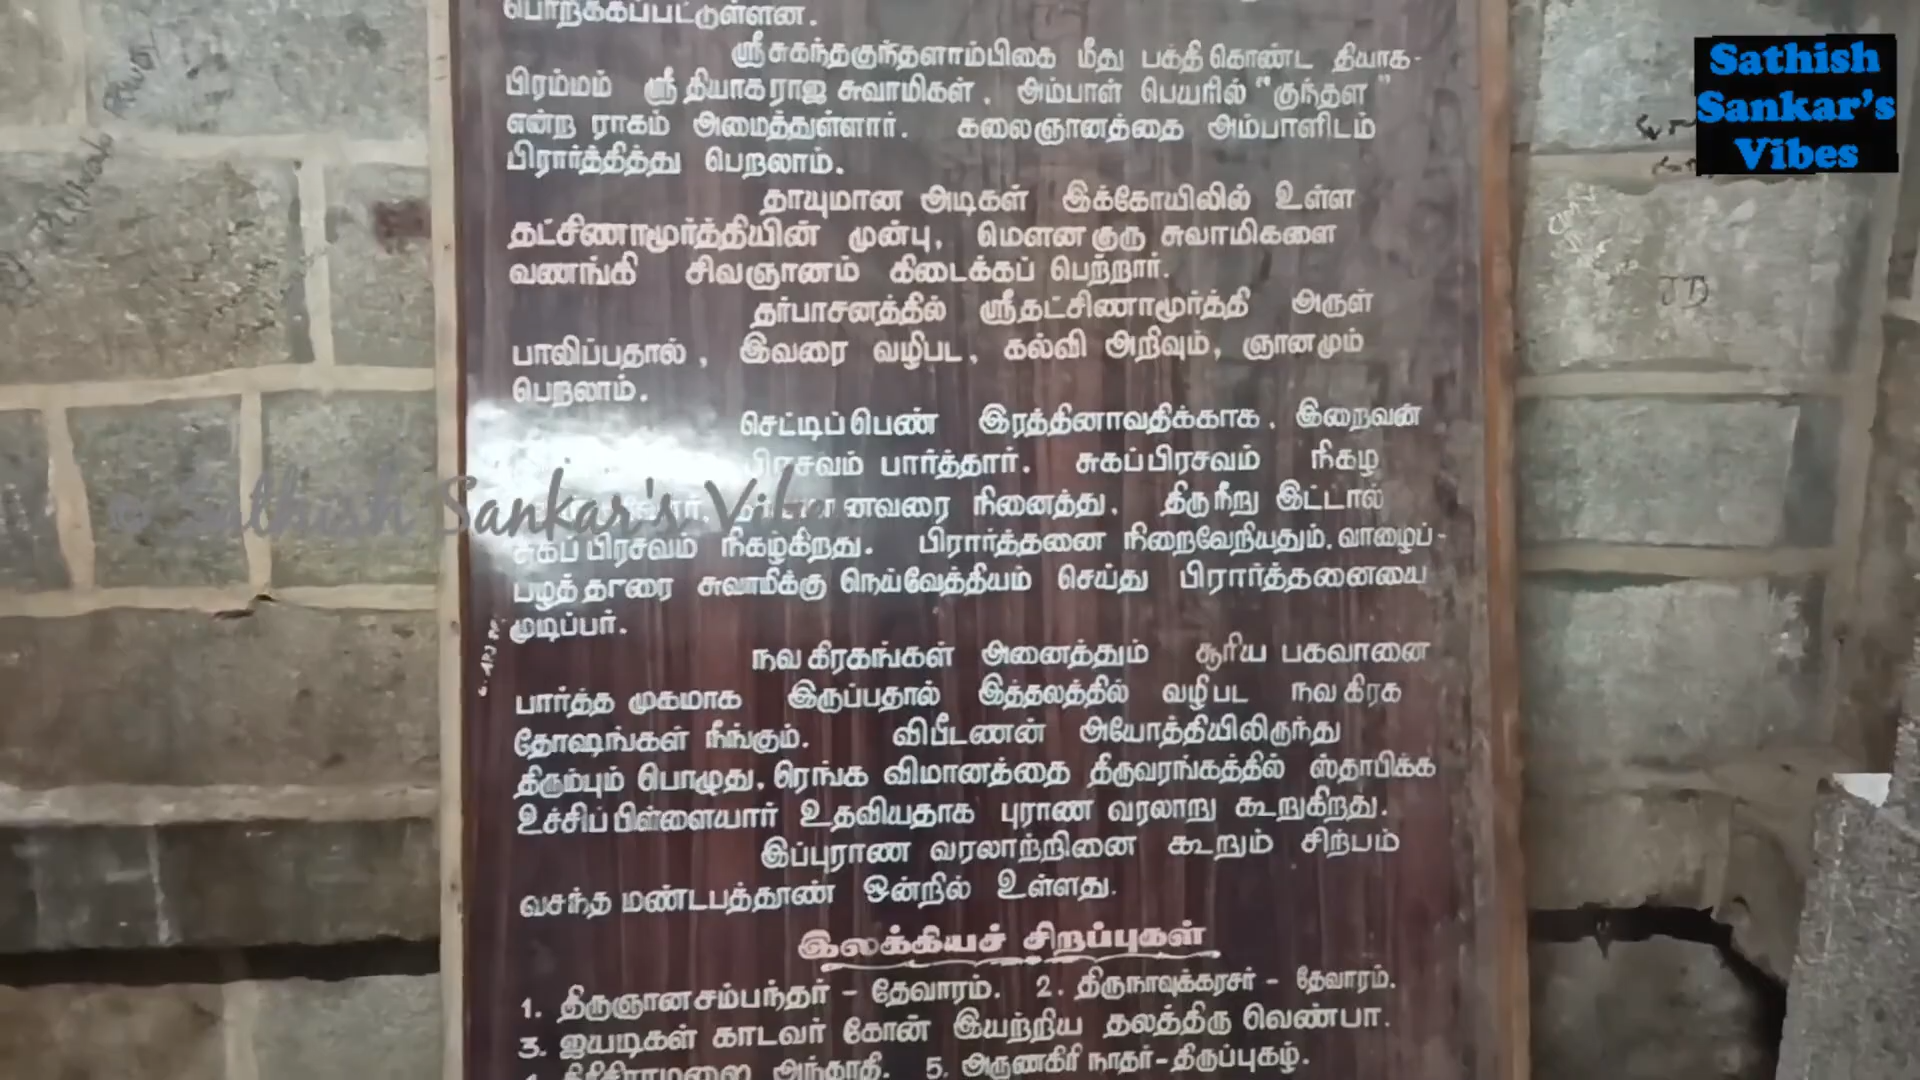 பொறிக்கப்பட்டுள்ளன.
ஸ்ரீசுகந்தகுந்தளாம்பிகை மீது பக்தி கொண்ட தியாக-
பிரம்மம் ஸ்ரீ தியாகராஜ சுவாமிகள், அம்பாள் பெயரில் "குந்தள"
என்ற ராகம் அமைத்துள்ளார். கலைஞானத்தை அம்பாளிடம்
பிரார்த்தித்து பெறலாம்.
தாயுமான அடிகள் இக்கோயிலில் உள்ள
தட்சிணாமூர்த்தியின் முன்பு, மௌன குரு சுவாமிகளை
வணங்கி சிவஞானம் கிடைக்கப் பெற்றார்.
தர்பாசனத்தில் ஸ்ரீதட்சிணாமூர்த்தி அருள்
பாலிப்பதால், இவரை வழிபட, கல்வி அறிவும், ஞானமும்
பெறலாம்.
செட்டிப் பெண் இரத்தினாவதிக்காக, இறைவன்
பிரசவம் பார்த்தார். சுகப்பிரசவம் நிகழ
நினைத்து, திருநீறு இட்டால்
சுகப் பிரசவம் நிகழ்கிறது. பிரார்த்தனை நிறைவேறியதும், வாழைப்-
பழத் தாரை சுவாமிக்கு நெய்வேத்தியம் செய்து பிரார்த்தனையை
முடிப்பர்.
நவ கிரகங்கள் அனைத்தும் சூரிய பகவானை
பார்த்த முகமாக இருப்பதால் இத்தலத்தில் வழிபட நவ கிரக
தோஷங்கள் நீங்கும். விபீடணன் அயோத்தியிலிருந்து
திரும்பும் பொழுது, ரெங்க விமானத்தை திருவரங்கத்தில் ஸ்தாபிக்க
உச்சிப் பிள்ளையார் உதவியதாக புராண வரலாறு கூறுகிறது.
இப்புராண வரலாற்றினை கூறும் சிற்பம்
வசந்த மண்டபத்தூண் ஒன்றில் உள்ளது.
இலக்கியச் சிறப்புகள்
1. திருஞானசம்பந்தர் - தேவாரம். 2. திருநாவுக்கரசர் - தேவாரம்.
3. ஐயடிகள் காடவர் கோன் இயற்றிய தலத்திரு வெண்பா.
அந்தாதி. 5. அருணகிரி நாதர் - திருப்புகழ்.
Sathish
Sankar's
Vibes
© Sathish Sankar's Vibes